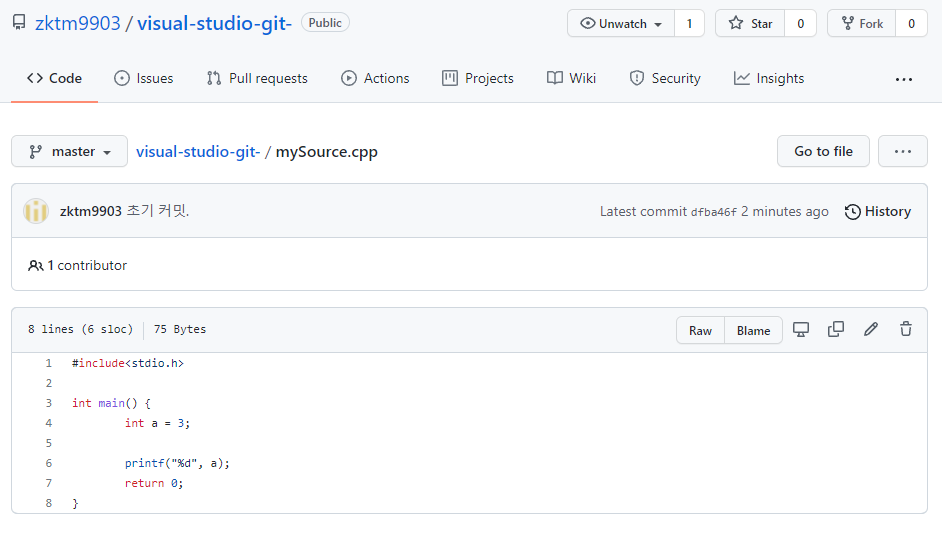 zktm9903 / visual-studio-git- Public Unwatch 1 Star 0 Fork 0
Code Issues Pull requests Actions Projects Wiki Security Insights ...
master visual-studio-git- / mySource.cpp Go to file ...
zktm9903 초기 커밋. Latest commit dfba46f 2 minutes ago History
1 contributor
8 lines (6 sloc) 75 Bytes Raw Blame
1 #include<stdio.h>
2
3 int main() {
4 int a = 3;
5
6 printf("%d", a);
7 return 0;
8 }